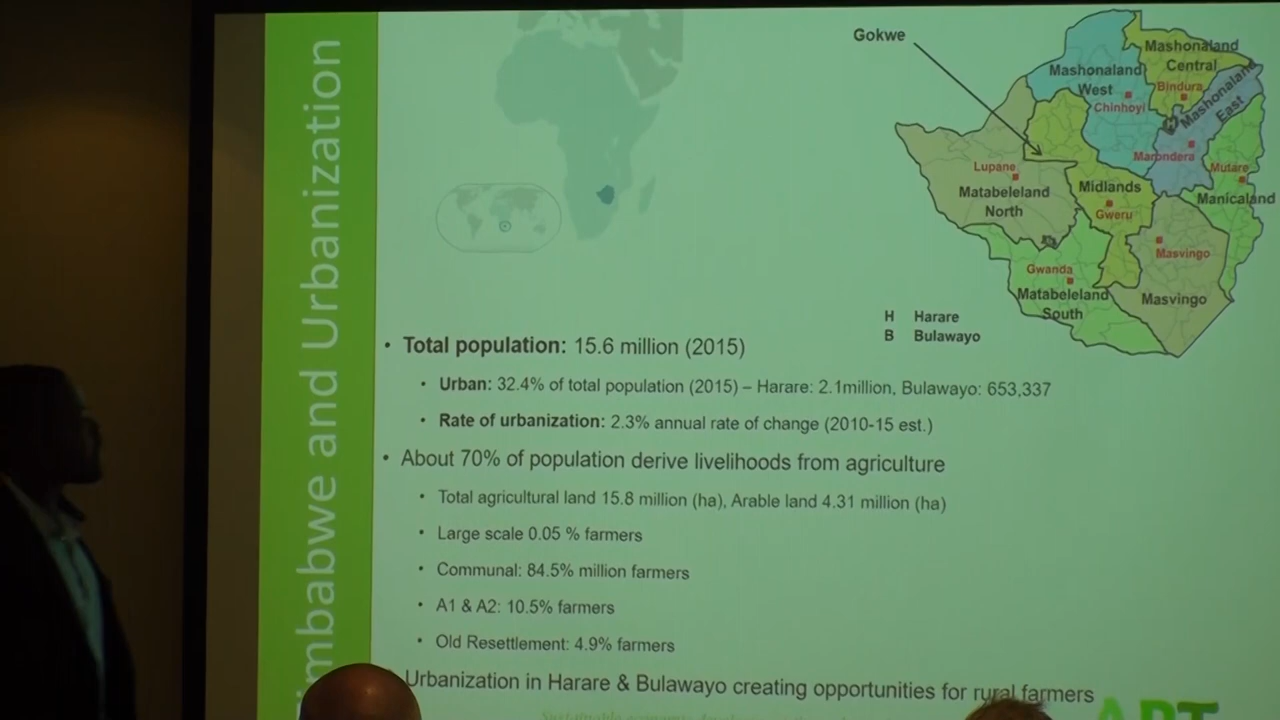 imbabwe and Urbanization
Gokwe
Mashonaland
Central
Mashonaland
West
Bindura
Chinhoyi
Mashonaland
East
H
Marondera
Mutare
Lupane
Matabeleland
North
Midlands
Gweru
Manicaland
Masvingo
Gwanda
Matabeleland
South
Masvingo
H Harare
B Bulawayo
• Total population: 15.6 million (2015)
• Urban: 32.4% of total population (2015) – Harare: 2.1million, Bulawayo: 653,337
• Rate of urbanization: 2.3% annual rate of change (2010-15 est.)
• About 70% of population derive livelihoods from agriculture
• Total agricultural land 15.8 million (ha), Arable land 4.31 million (ha)
• Large scale 0.05 % farmers
• Communal: 84.5% million farmers
• A1 & A2: 10.5% farmers
• Old Resettlement: 4.9% farmers
Urbanization in Harare & Bulawayo creating opportunities for rural farmers